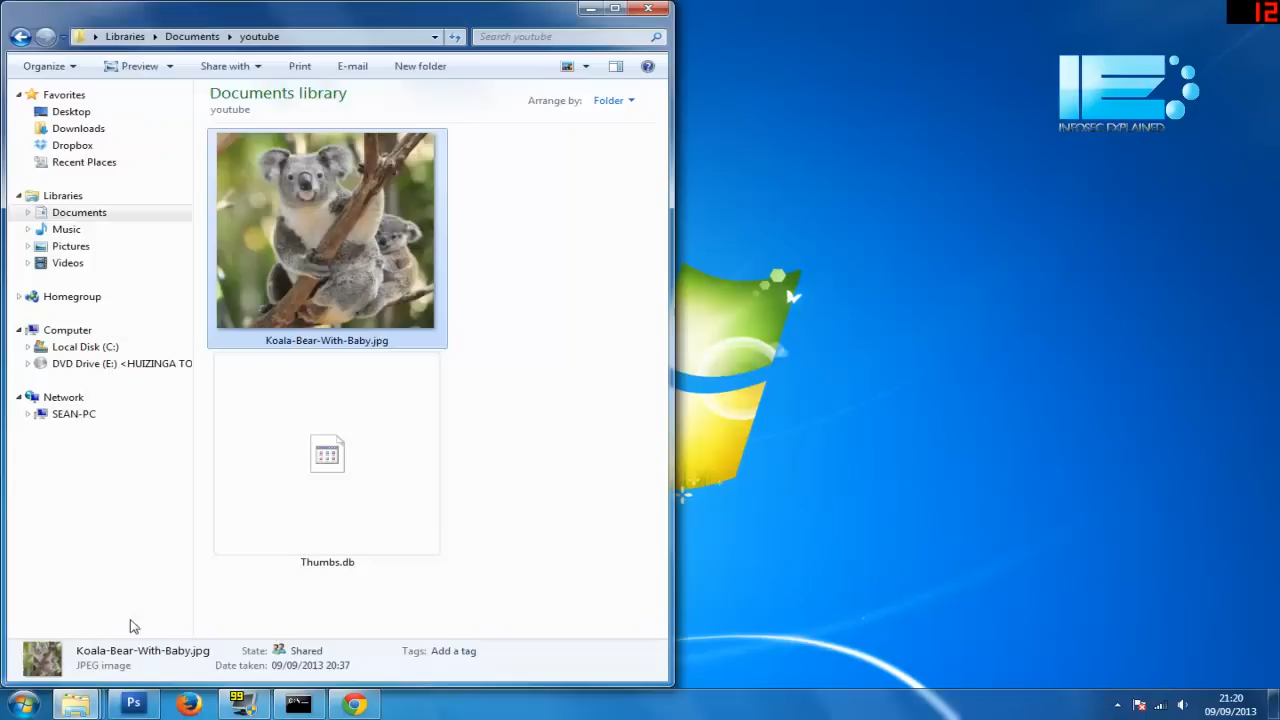 12
Libraries Documents youtube
Search youtube
Organize Preview Share with Print E-mail New folder
Documents library
youtube
Arrange by: Folder
Favorites
Desktop
Downloads
Dropbox
Recent Places
Libraries
Documents
Music
Pictures
Videos
Homegroup
Computer
Local Disk (C:)
DVD Drive (E:) <HUIZINGA TO
Network
SEAN-PC
Koala-Bear-With-Baby.jpg
Thumbs.db
Koala-Bear-With-Baby.jpg State: Shared Tags: Add a tag
JPEG image Date taken: 09/09/2013 20:37
INFOSEC EXPLAINED
Ps
99
C:\_
21:20
09/09/2013